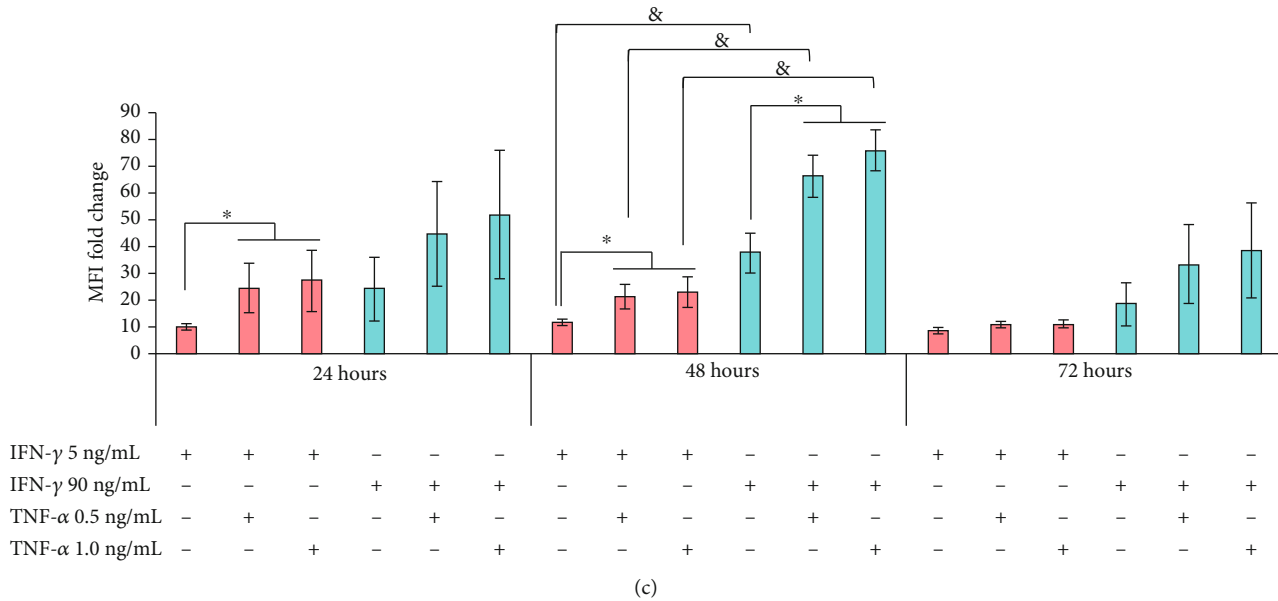 &
&
&
*
*
*
MFI fold change
90
80
70
60
50
40
30
20
10
0
24 hours
48 hours
72 hours
IFN-γ 5 ng/mL + + + – – – + + + – – – + + + – – –
IFN-γ 90 ng/mL – – – + + + – – – + + + – – – + + +
TNF-α 0.5 ng/mL – + – – + – – + – – + – – + – – + –
TNF-α 1.0 ng/mL – – + – – + – – + – – + – – + – – +
(c)